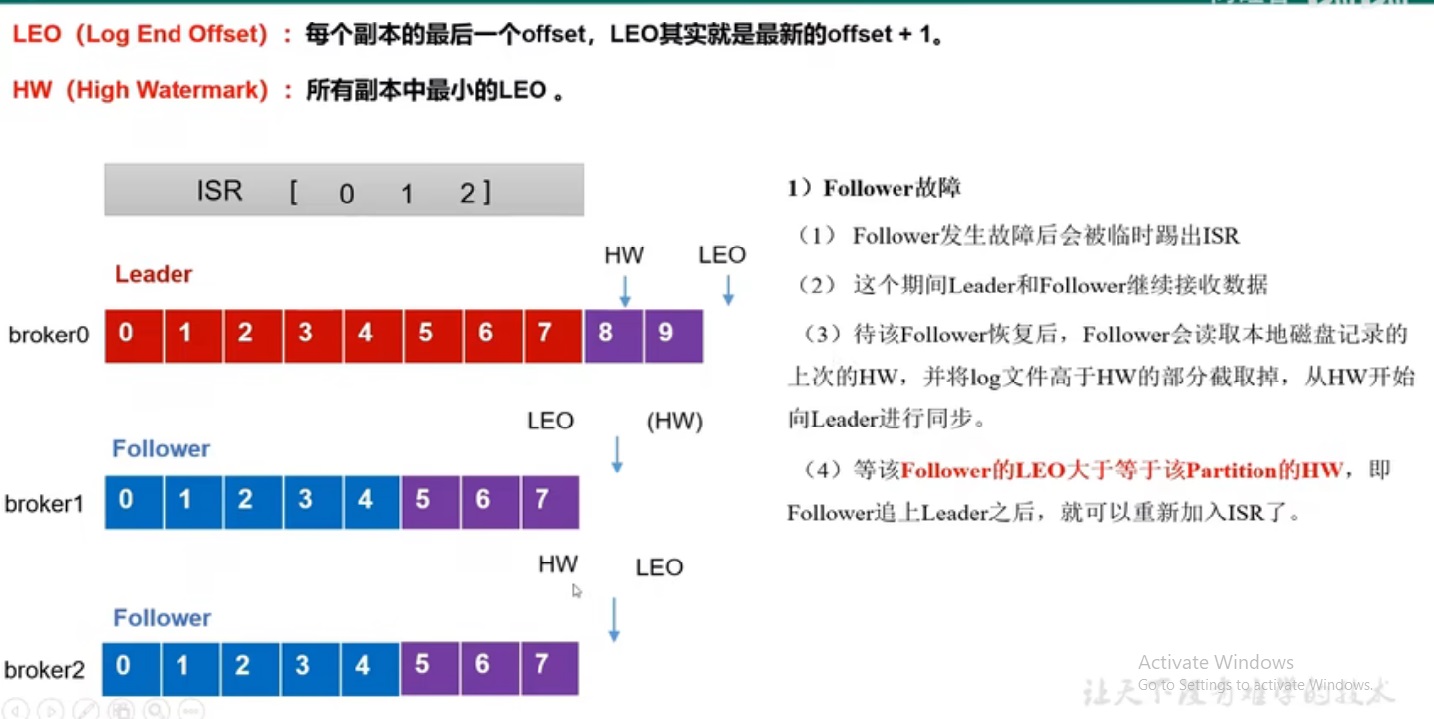 LEO（Log End Offset）：每个副本的最后一个offset，LEO其实就是最新的offset + 1。
HW（High Watermark）：所有副本中最小的LEO 。
ISR [ 0 1 2 ]
HW LEO
Leader
broker0 0 1 2 3 4 5 6 7 8 9
LEO (HW)
Follower
broker1 0 1 2 3 4 5 6 7
HW LEO
Follower
broker2 0 1 2 3 4 5 6 7
1）Follower故障
（1） Follower发生故障后会被临时踢出ISR
（2） 这个期间Leader和Follower继续接收数据
（3）待该Follower恢复后，Follower会读取本地磁盘记录的
上次的HW，并将log文件高于HW的部分截取掉，从HW开始
向Leader进行同步。
（4）等该Follower的LEO大于等于该Partition的HW，即
Follower追上Leader之后，就可以重新加入ISR了。
Activate Windows
Go to Settings to activate Windows.
让天下没有难学的技术